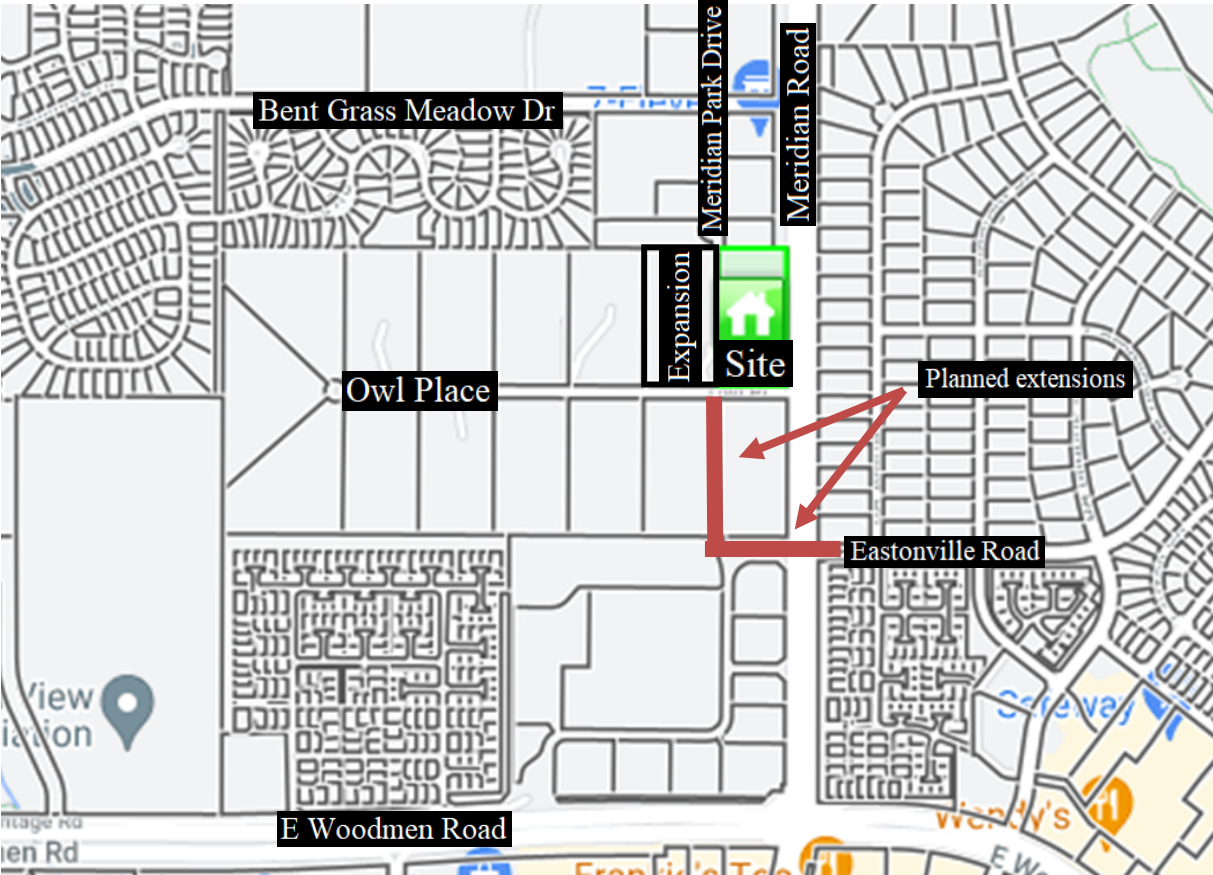 Meridian Park Drive
Meridian Road
Bent Grass Meadow Dr
Expansion
Site
Planned extensions
Owl Place
Eastonville Road
View
Wendy's
E Woodmen Road